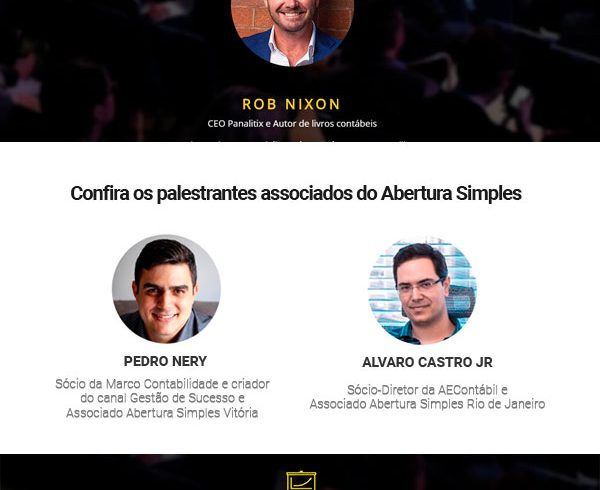 ROB NIXON
CEO Panalitix e Autor de livros contábeis
Confira os palestrantes associados do Abertura Simples
PEDRO NERY
Sócio da Marco Contabilidade e criador
do canal Gestão de Sucesso e
Associado Abertura Simples Vitória
ALVARO CASTRO JR
Sócio-Diretor da AEContábil e
Associado Abertura Simples Rio de Janeiro